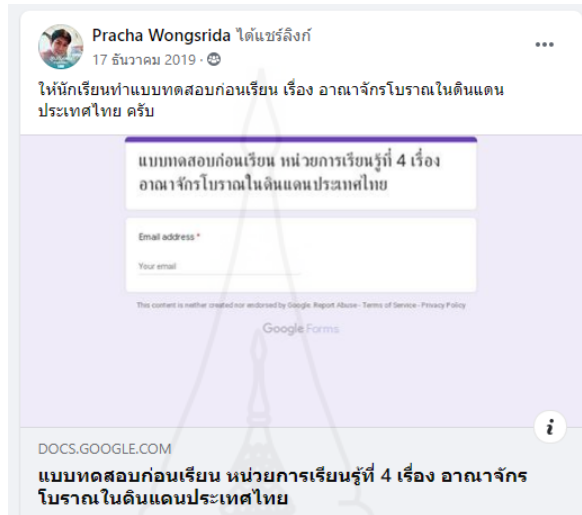 Pracha Wongsrida ได้แชร์ลิงก์
17 ธันวาคม 2019 ·
ให้นักเรียนทำแบบทดสอบก่อนเรียน เรื่อง อาณาจักรโบราณในดินแดน
ประเทศไทย ครับ
แบบทดสอบก่อนเรียน หน่วยการเรียนรู้ที่ 4 เรื่อง
อาณาจักรโบราณในดินแดนประเทศไทย
Email address *
Your email
This content is neither created nor endorsed by Google. Report Abuse - Terms of Service - Privacy Policy
Google Forms
DOCS.GOOGLE.COM
แบบทดสอบก่อนเรียน หน่วยการเรียนรู้ที่ 4 เรื่อง อาณาจักร
โบราณในดินแดนประเทศไทย